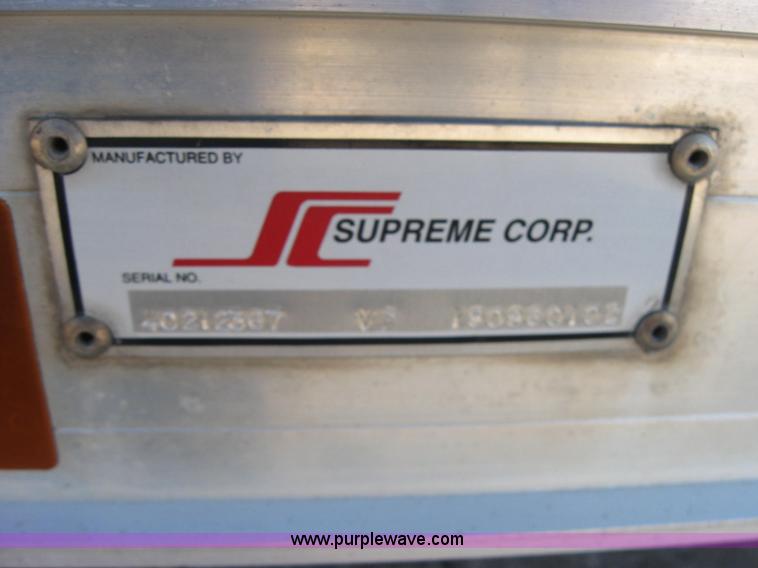 MANUFACTURED BY
SUPREME CORP.
SERIAL NO.
www.purplewave.com